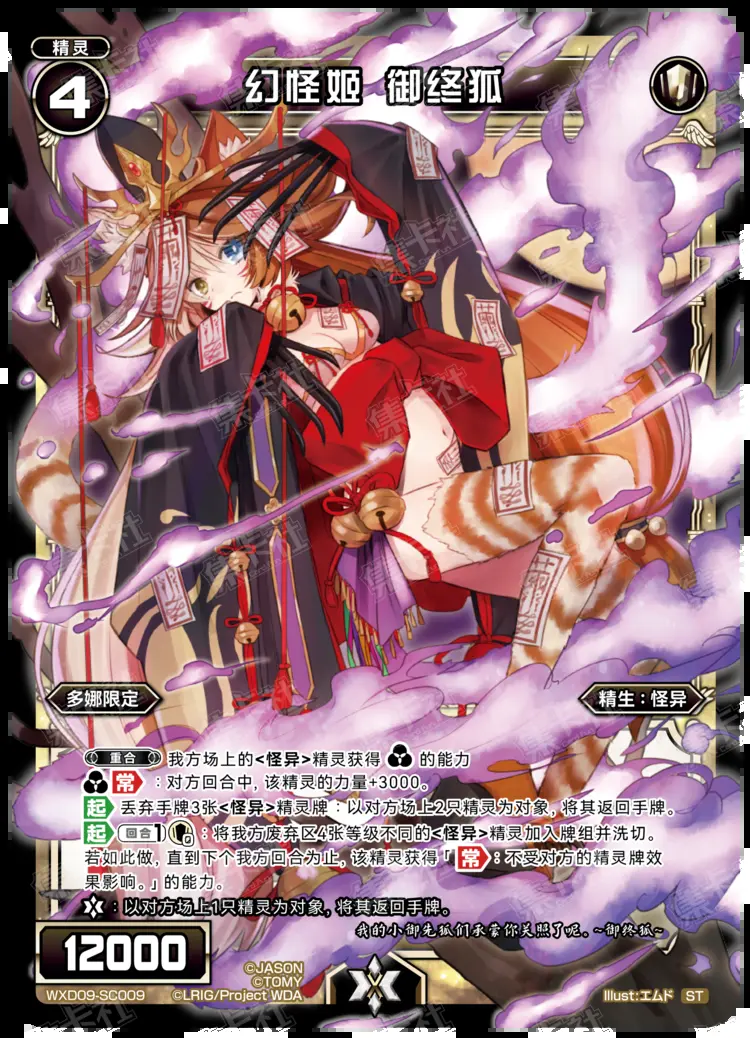 精灵
4
幻怪姬 御终狐
多娜限定
精生：怪异
重合 我方场上的<怪异>精灵获得 的能力
常：对方回合中，该精灵的力量+3000。
起 丢弃手牌3张<怪异>精灵牌：以对方场上2只精灵为对象，将其返回手牌。
起 回合1 0：将我方废弃区4张等级不同的<怪异>精灵加入牌组并洗切。
若如此做，直到下个我方回合为止，该精灵获得「常：不受对方的精灵牌效
果影响。」的能力。
：以对方场上1只精灵为对象，将其返回手牌。
我的小御先狐们承蒙你关照了呢。~御终狐~
12000
©JASON
©TOMY
WXD09-SC009 ©LRIG/Project WDA
Illust:エムド ST
集卡社